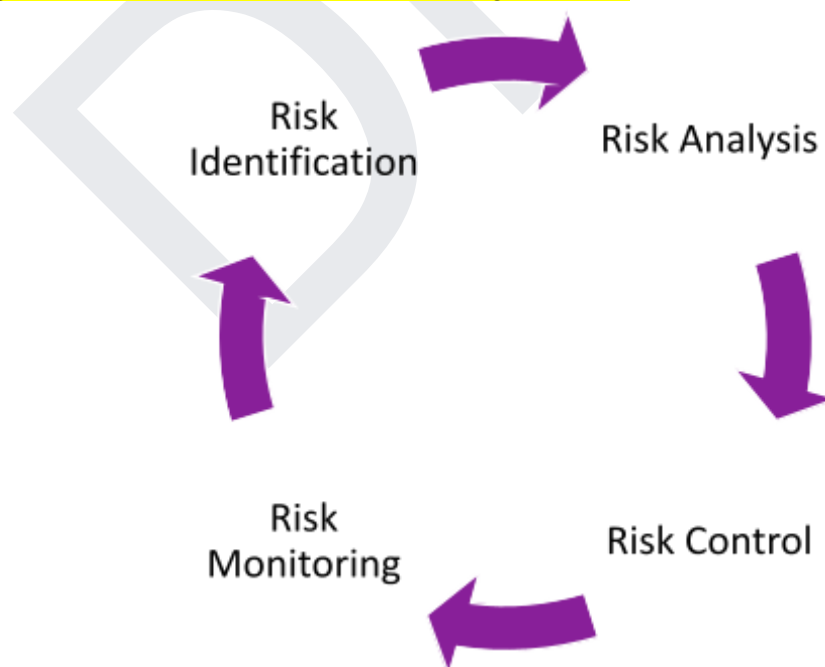 Risk
Identification
Risk Analysis
Risk Control
Risk
Monitoring